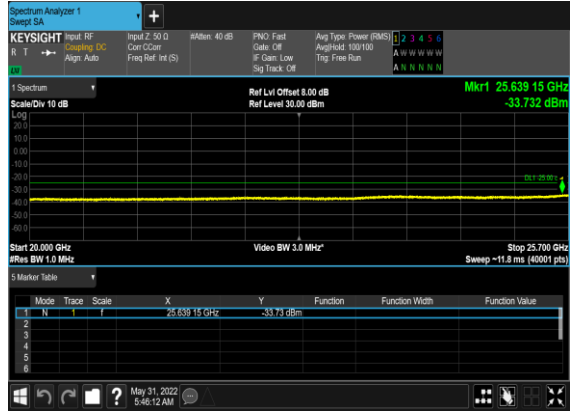 Spectrum Analyzer 1
Swept SA
KEYSIGHT
R T
LV
Input: RF
Coupling: DC
Align: Auto
Input Z: 50 Ω
Corr CCorr
Freq Ref: Int (S)
#Atten: 40 dB
PNO: Fast
Gate: Off
IF Gain: Low
Sig Track: Off
Avg Type: Power (RMS)
Avg|Hold: 100/100
Trig: Free Run
1 2 3 4 5 6
A W W W W W
A N N N N N
1 Spectrum
Scale/Div 10 dB
Ref Lvl Offset 8.00 dB
Ref Level 30.00 dBm
Mkr1 25.639 15 GHz
-33.732 dBm
Log
20.0
10.0
0.00
-10.0
-20.0
-30.0
-40.0
-50.0
-60.0
Start 20.000 GHz
#Res BW 1.0 MHz
Video BW 3.0 MHz*
Stop 25.700 GHz
Sweep ~11.8 ms (40001 pts)
5 Marker Table
Mode Trace Scale X Y Function Function Width Function Value
1 N 1 f 25.639 15 GHz -33.73 dBm
2
3
4
5
6
?
May 31, 2022
5:46:12 AM